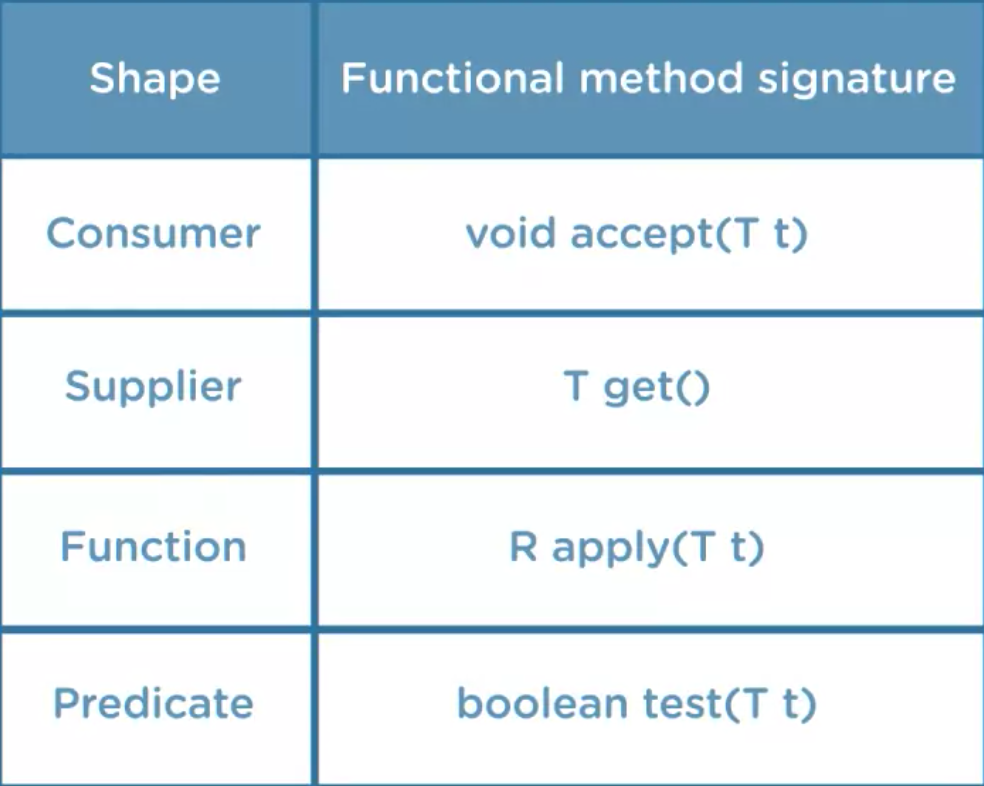 Shape Functional method signature
Consumer void accept(T t)
Supplier T get()
Function R apply(T t)
Predicate boolean test(T t)